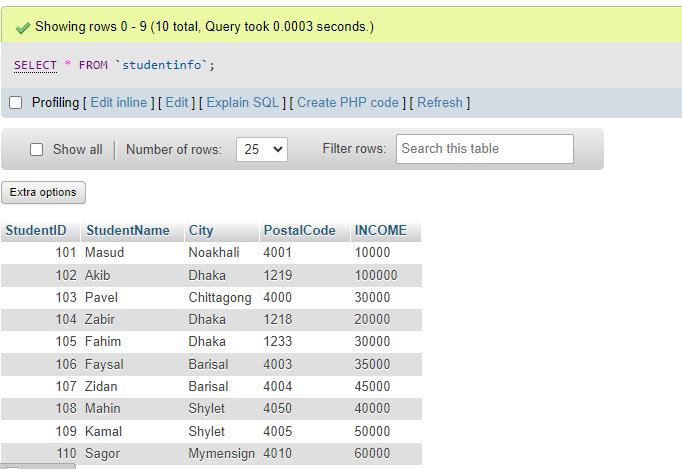 Showing rows 0 - 9 (10 total, Query took 0.0003 seconds.)
SELECT * FROM `studentinfo`;
Profiling [ Edit inline ] [ Edit ] [ Explain SQL ] [ Create PHP code ] [ Refresh ]
Show all Number of rows: 25 Filter rows: Search this table
Extra options
StudentID StudentName City PostalCode INCOME
101 Masud Noakhali 4001 10000
102 Akib Dhaka 1219 100000
103 Pavel Chittagong 4000 30000
104 Zabir Dhaka 1218 20000
105 Fahim Dhaka 1233 30000
106 Faysal Barisal 4003 35000
107 Zidan Barisal 4004 45000
108 Mahin Shylet 4050 40000
109 Kamal Shylet 4005 50000
110 Sagor Mymensign 4010 60000